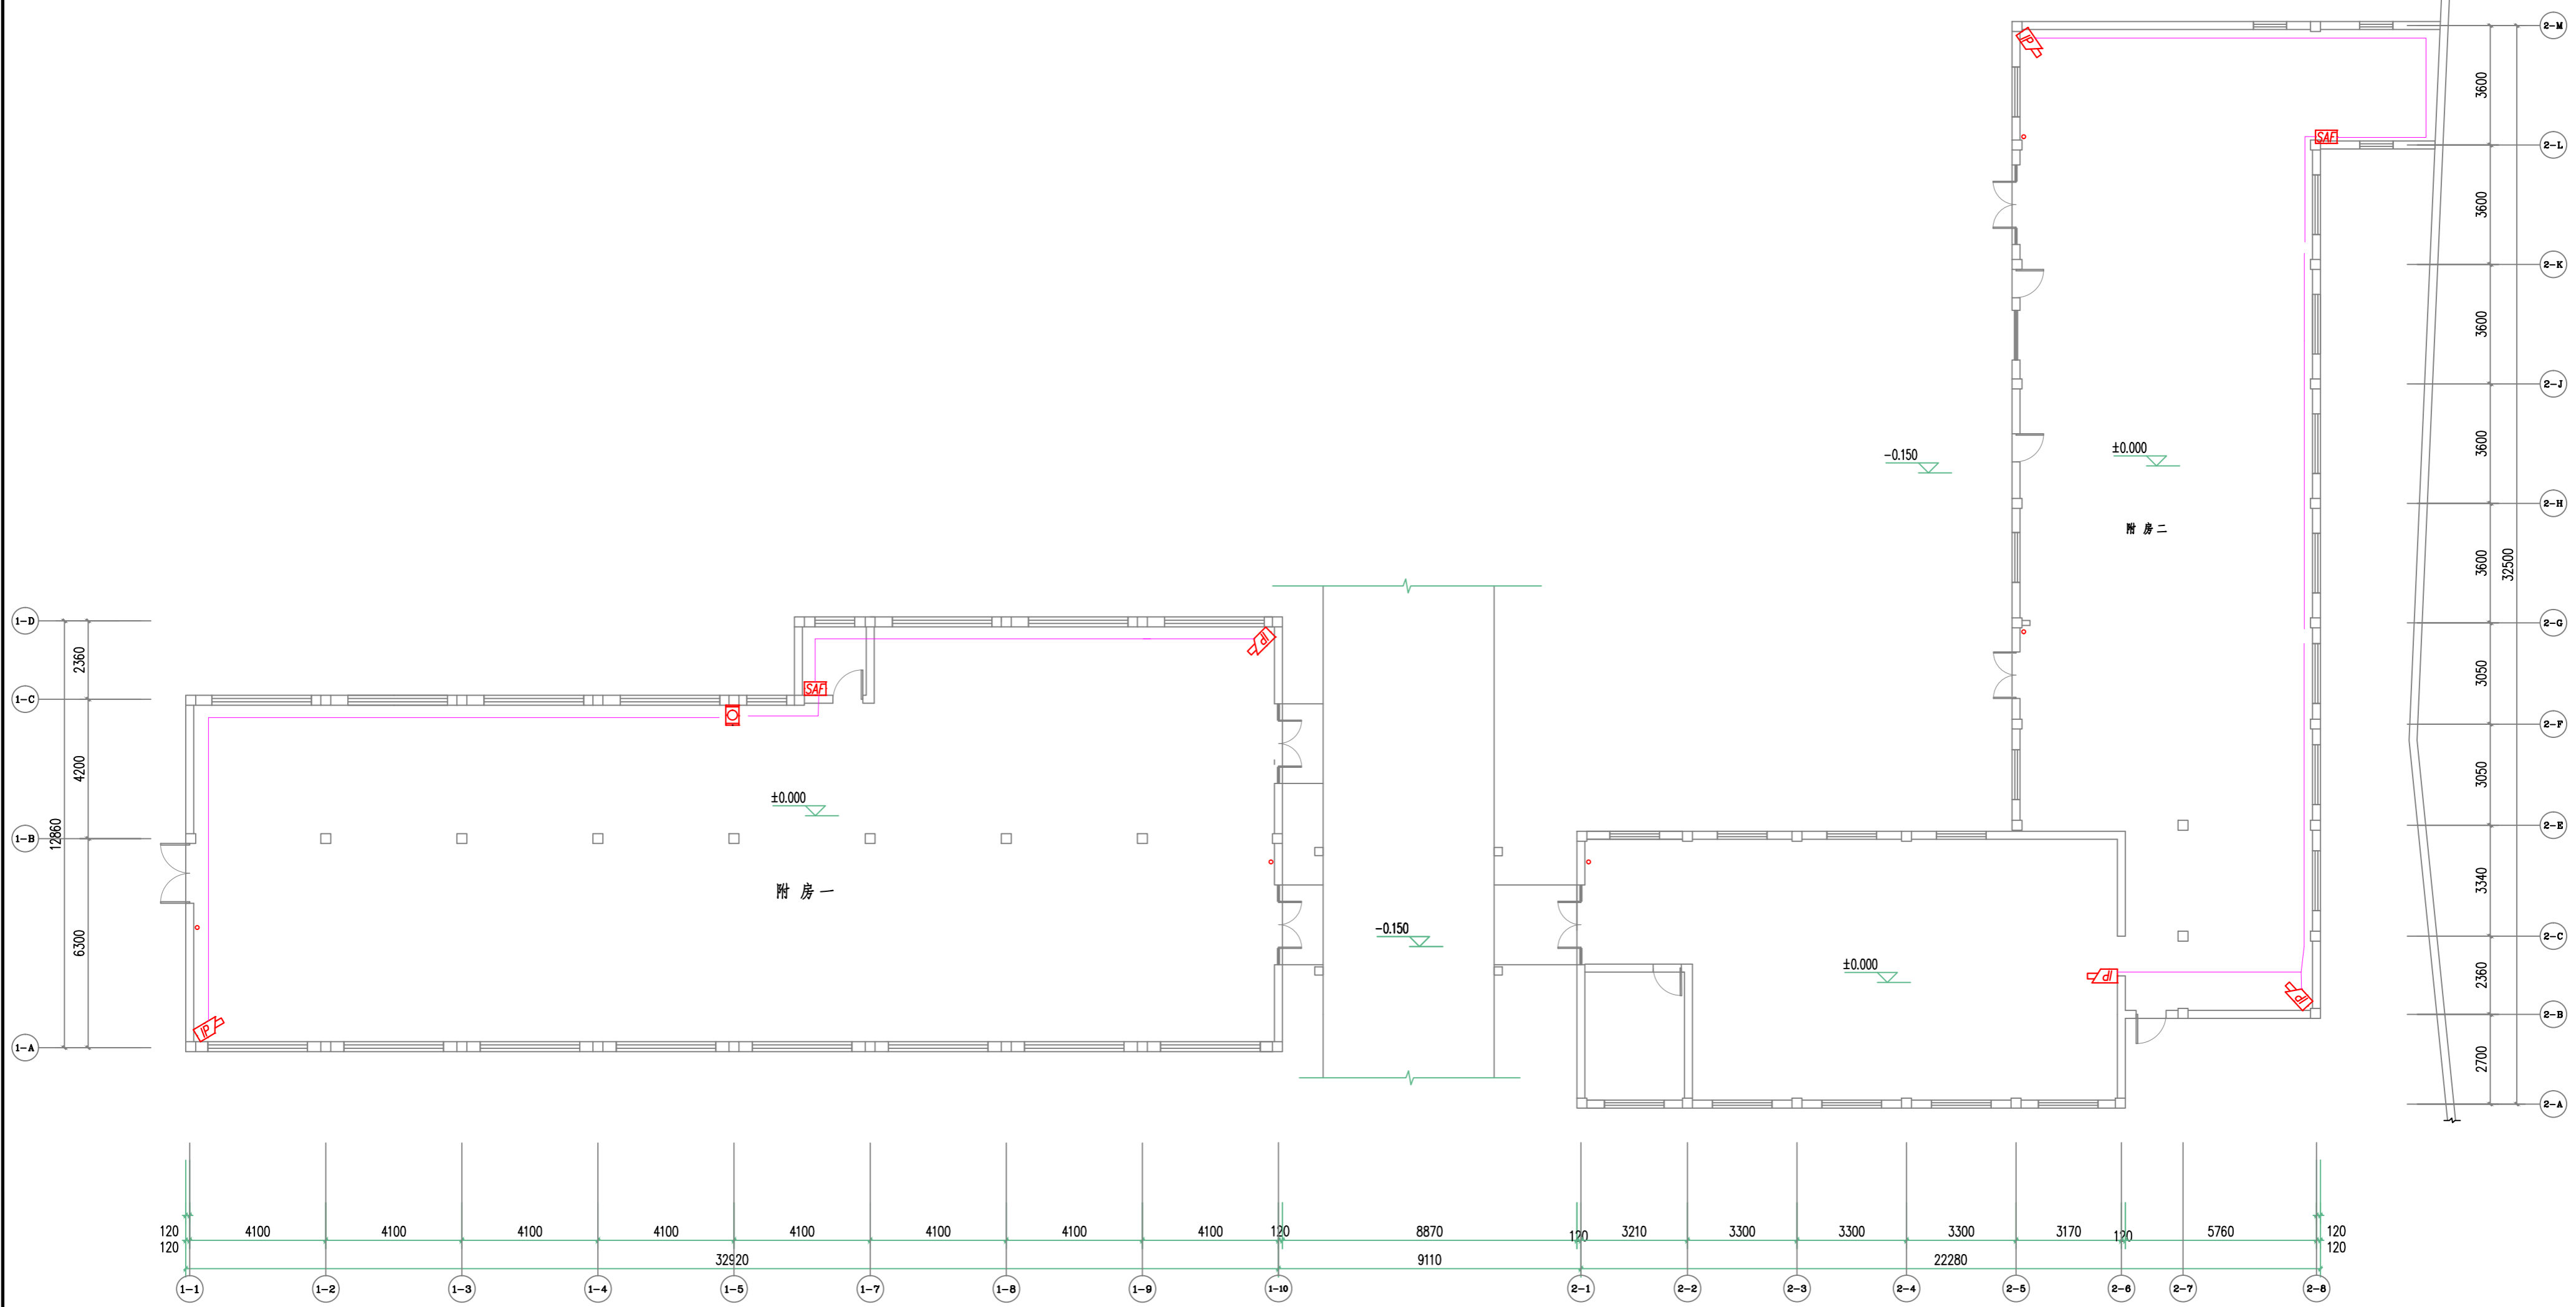 2-M
IP
3600
SAF
2-L
3600
2-K
3600
2-J
3600
-0.150
±0.000
2-H
附 房 二
3600
32500
1-D
2-G
IP
2360
3050
SAF
1-C
2-F
4200
3050
±0.000
12860
2-E
1-B
附 房 一
3340
6300
-0.150
2-C
±0.000
IP
2360
IP
2-B
IP
1-A
2700
2-A
120 4100 4100 4100 4100 4100 4100 4100 4100 120 8870 120 3210 3300 3300 3300 3170 120 5760 120
120 32920 9110 22280 120
1-1 1-2 1-3 1-4 1-5 1-7 1-8 1-9 1-10 2-1 2-2 2-3 2-4 2-5 2-6 2-7 2-8